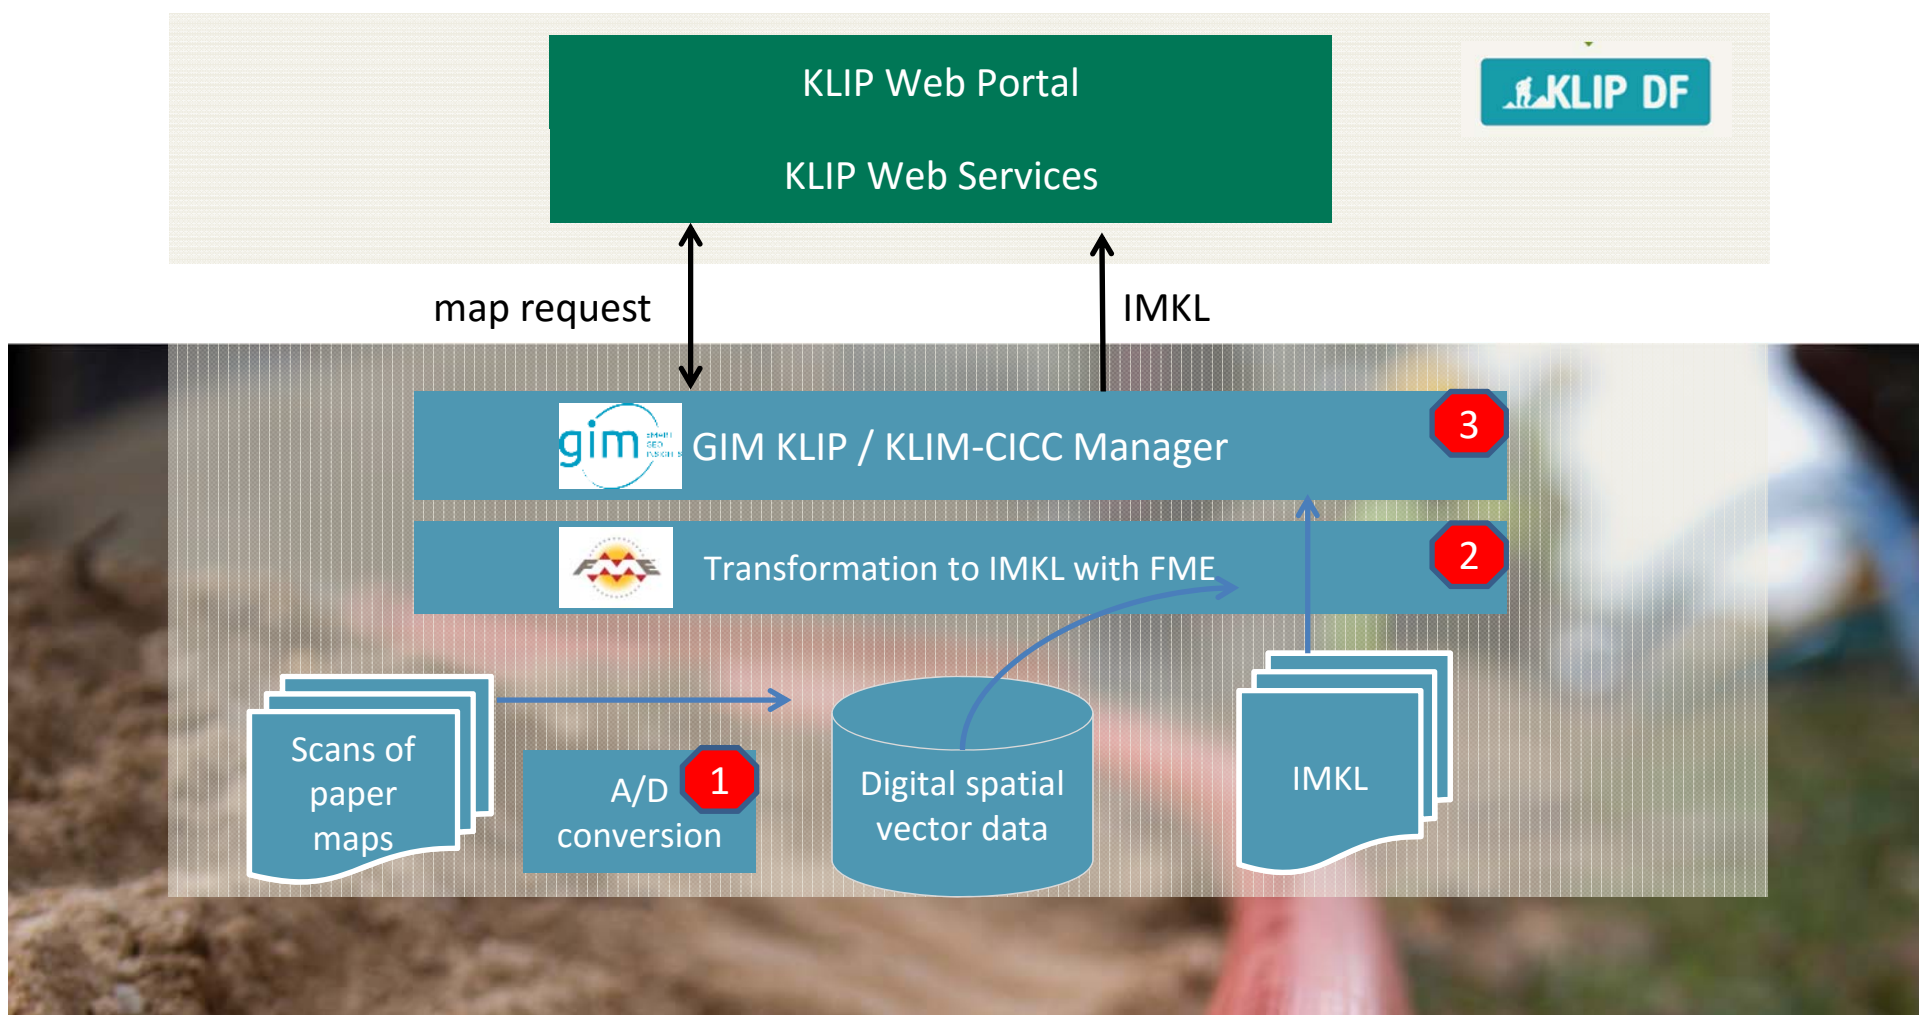 KLIP Web Portal
KLIP DF
KLIP Web Services
map request
IMKL
gim
GIM KLIP / KLIM-CICC Manager
3
FME
Transformation to IMKL with FME
2
Scans of
paper
maps
A/D
conversion
1
Digital spatial
vector data
IMKL